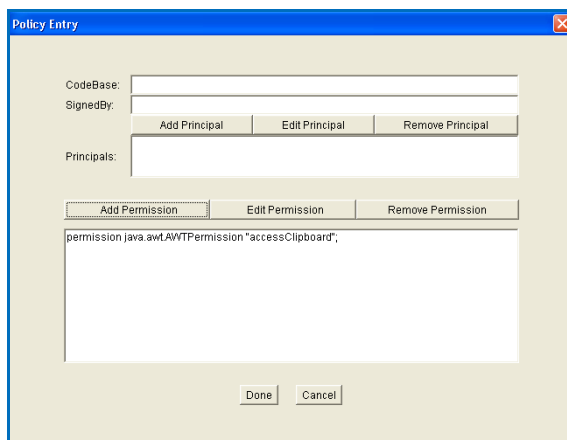 Policy Entry
CodeBase:
SignedBy:
Add Principal Edit Principal Remove Principal
Principals:
Add Permission Edit Permission Remove Permission
permission java.awt.AWTPermission "accessClipboard";
Done Cancel